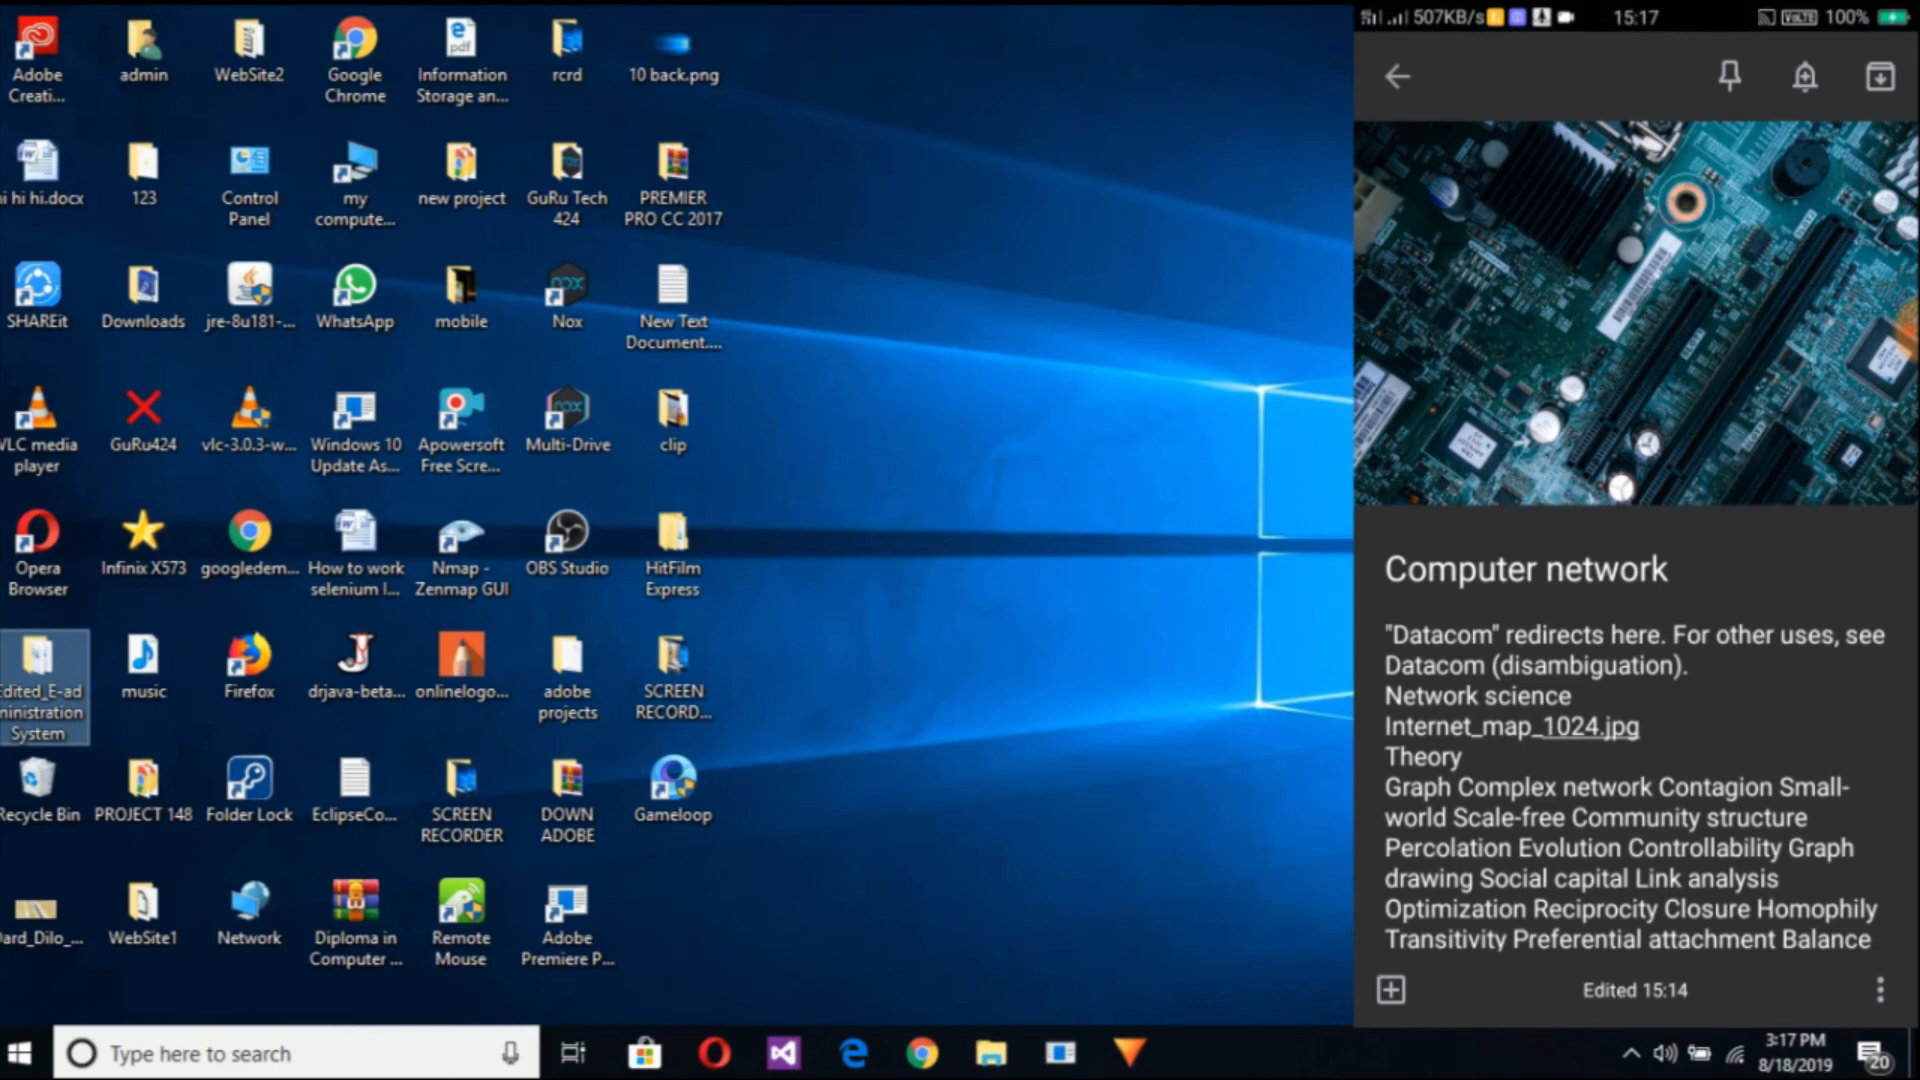 Adobe
Creati...
admin
WebSite2
Google
Chrome
Information
Storage an...
rcrd
10 back.png
i hi hi.docx
123
Control
Panel
my
compute...
new project
GuRu Tech
424
PREMIER
PRO CC 2017
SHAREit
Downloads
jre-8u181-...
WhatsApp
mobile
Nox
New Text
Document....
VLC media
player
GuRu424
vlc-3.0.3-w...
Windows 10
Update As...
Apowersoft
Free Scre...
Multi-Drive
clip
Opera
Browser
Infinix X573
googledem...
How to work
selenium I...
Nmap -
Zenmap GUI
OBS Studio
HitFilm
Express
Edited_E-ad
ministration
System
music
Firefox
drjava-beta...
onlinelogo...
adobe
projects
SCREEN
RECORD...
Recycle Bin
PROJECT 148
Folder Lock
EclipseCo...
SCREEN
RECORDER
DOWN
ADOBE
Gameloop
Dard_Dilo_...
WebSite1
Network
Diploma in
Computer ...
Remote
Mouse
Adobe
Premiere P...
Type here to search
3:17 PM
8/18/2019
20
507KB/s
15:17
VoLTE
100%
Computer network
"Datacom" redirects here. For other uses, see
Datacom (disambiguation).
Network science
Internet_map_1024.jpg
Theory
Graph Complex network Contagion Small-
world Scale-free Community structure
Percolation Evolution Controllability Graph
drawing Social capital Link analysis
Optimization Reciprocity Closure Homophily
Transitivity Preferential attachment Balance
Edited 15:14